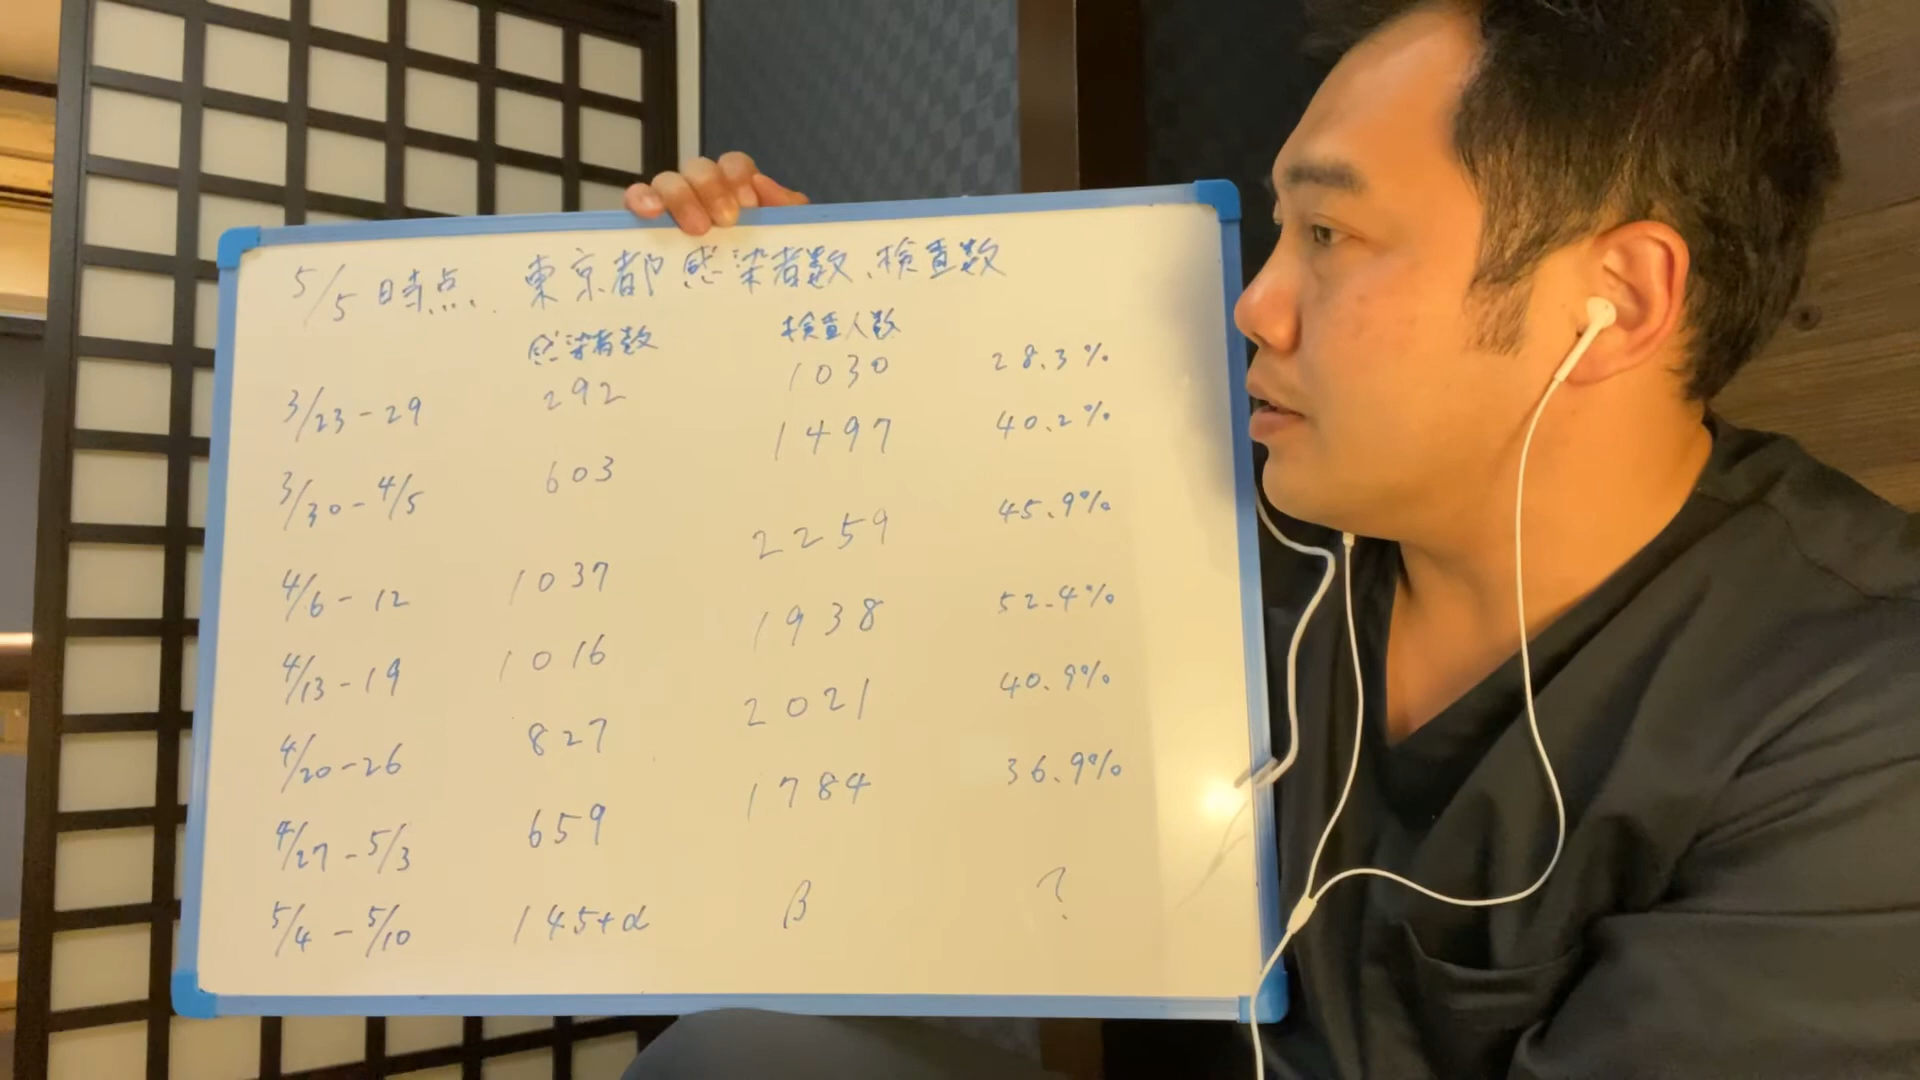 5/5時点、東京都感染者数、検査数
感染者数 検査人数
3/23-29 292 1030 28.3%
3/30-4/5 603 1497 40.2%
4/6-12 1037 2259 45.9%
4/13-19 1016 1938 52.4%
4/20-26 827 2021 40.9%
4/27-5/3 659 1784 36.9%
5/4-5/10 145+α β ?